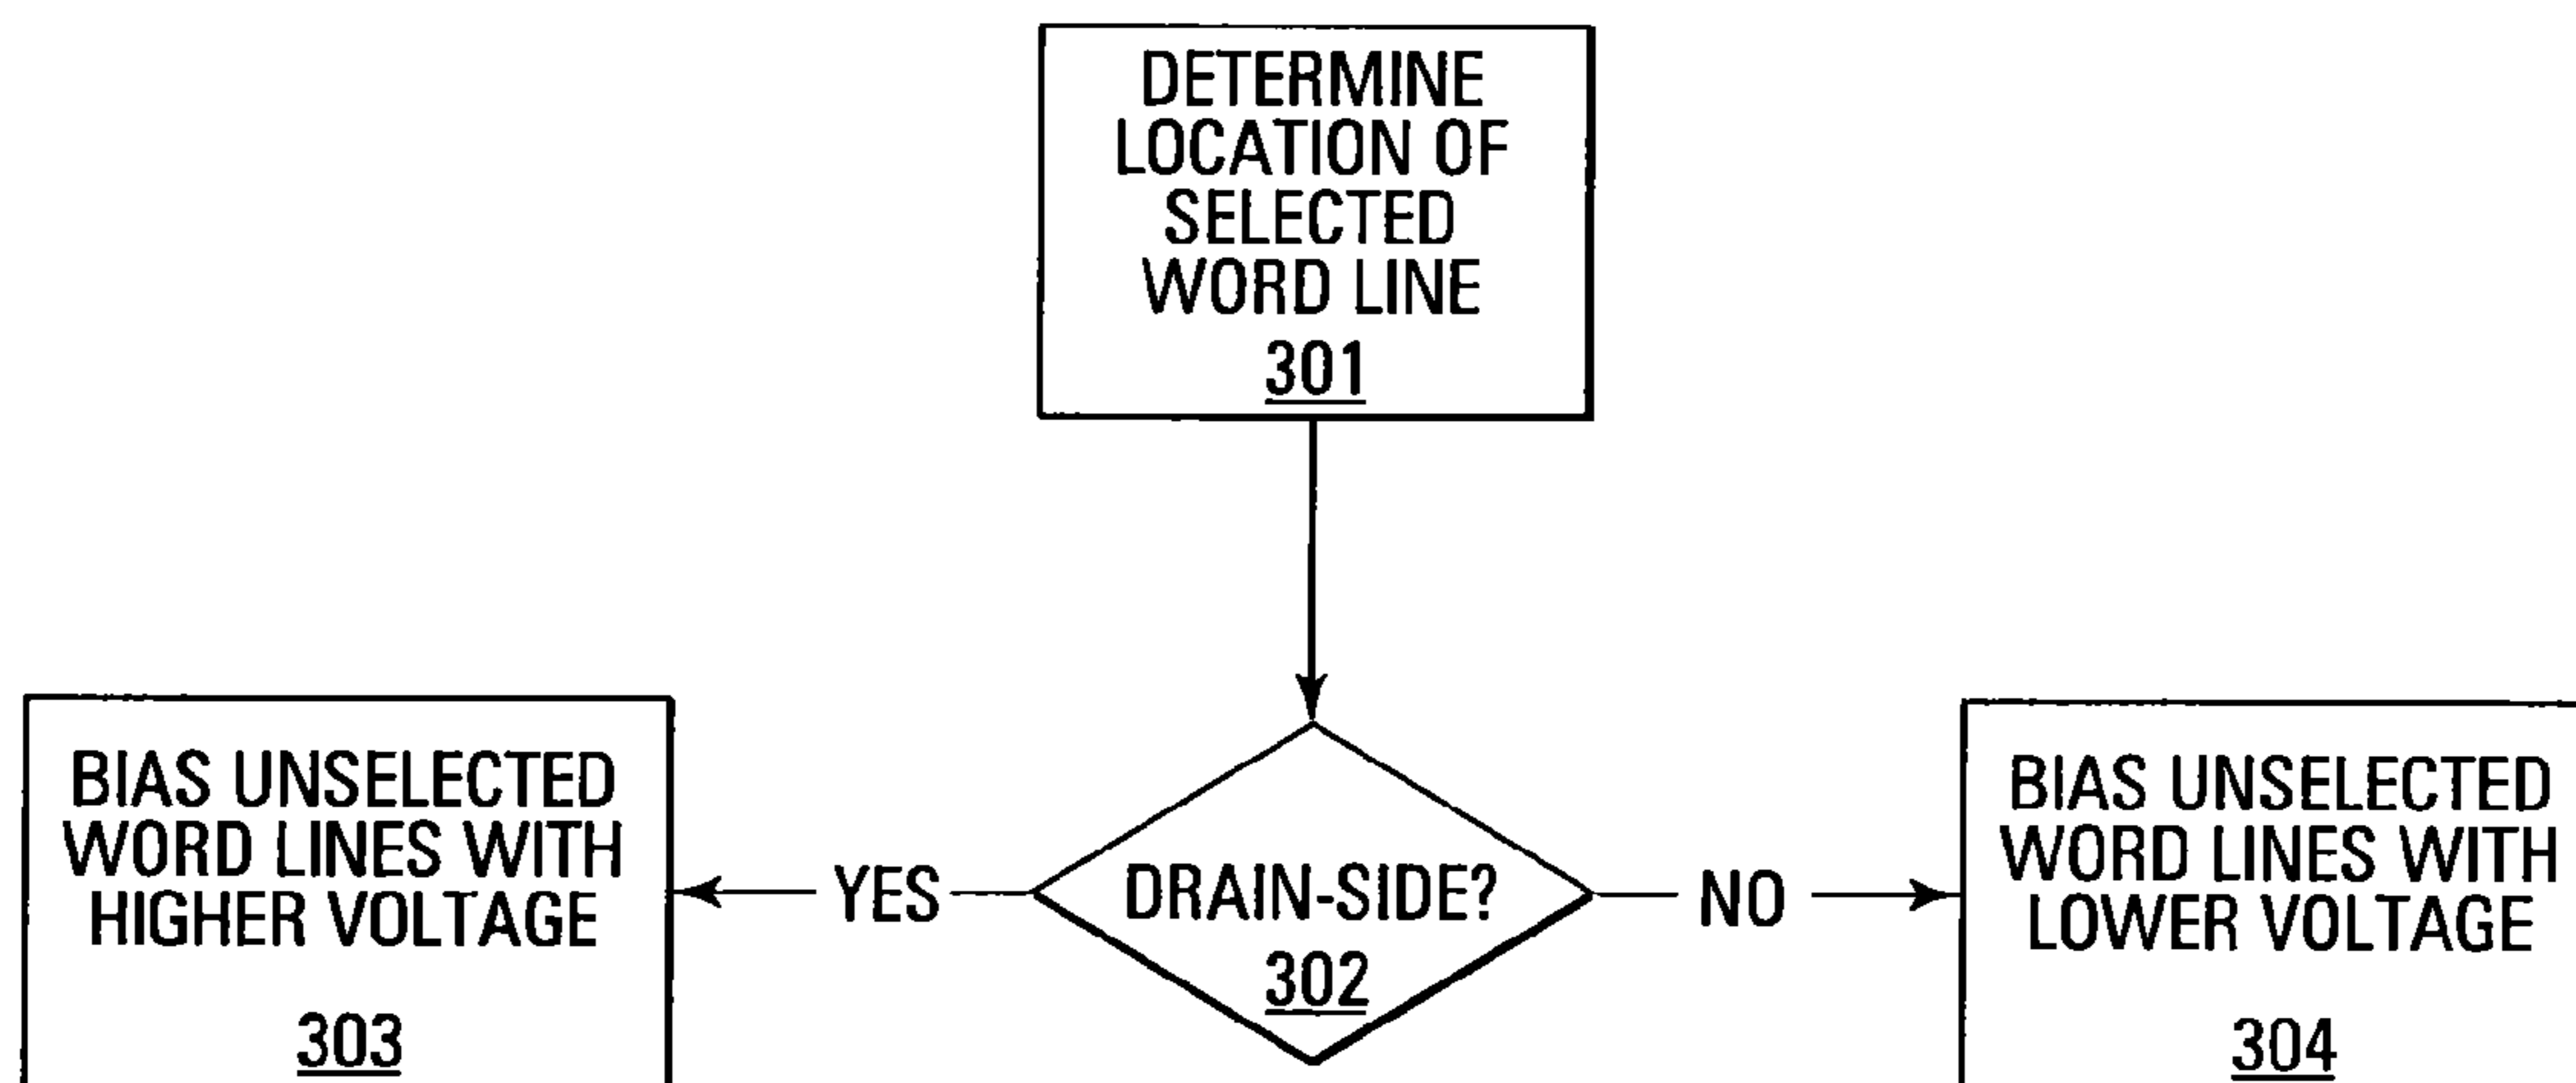 DETERMINE
LOCATION OF
SELECTED
WORD LINE
301
BIAS UNSELECTED
WORD LINES WITH
HIGHER VOLTAGE
303
YES
DRAIN-SIDE?
302
NO
BIAS UNSELECTED
WORD LINES WITH
LOWER VOLTAGE
304